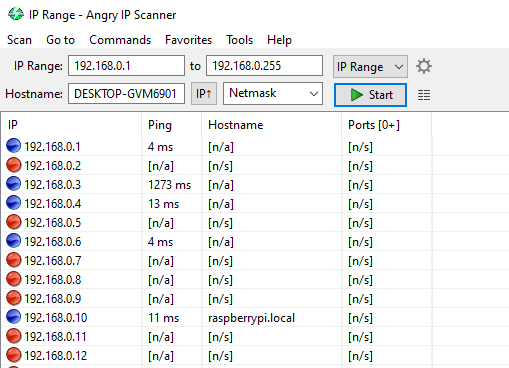 IP Range - Angry IP Scanner
Scan Go to Commands Favorites Tools Help
IP Range: 192.168.0.1 to 192.168.0.255 IP Range
Hostname: DESKTOP-GVM6901 IP↑ Netmask Start
IP Ping Hostname Ports [0+]
192.168.0.1 4 ms [n/a] [n/s]
192.168.0.2 [n/a] [n/s] [n/s]
192.168.0.3 1273 ms [n/a] [n/s]
192.168.0.4 13 ms [n/a] [n/s]
192.168.0.5 [n/a] [n/s] [n/s]
192.168.0.6 4 ms [n/a] [n/s]
192.168.0.7 [n/a] [n/s] [n/s]
192.168.0.8 [n/a] [n/s] [n/s]
192.168.0.9 [n/a] [n/s] [n/s]
192.168.0.10 11 ms raspberrypi.local [n/s]
192.168.0.11 [n/a] [n/s] [n/s]
192.168.0.12 [n/a] [n/s] [n/s]